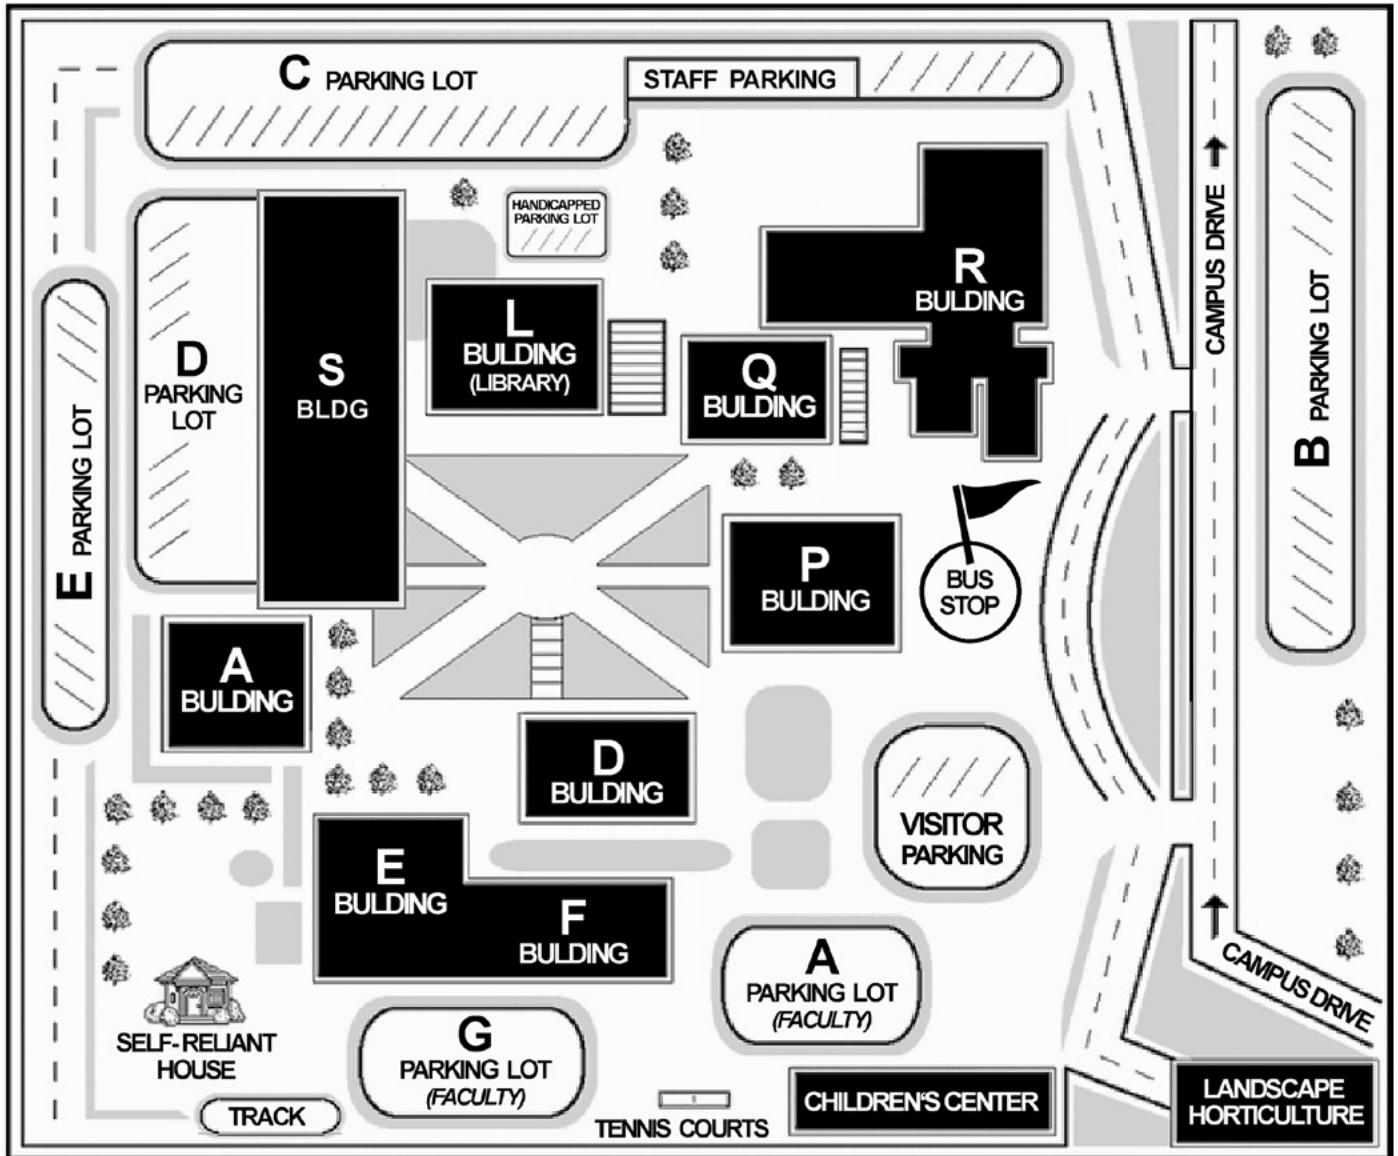 C PARKING LOT
STAFF PARKING
HANDICAPPED
PARKING LOT
CAMPUS DRIVE
B PARKING LOT
R
BULDING
L
BULDING
(LIBRARY)
Q
BULDING
D
PARKING
LOT
S
BLDG
E PARKING LOT
P
BULDING
BUS
STOP
A
BULDING
D
BULDING
VISITOR
PARKING
E
BULDING
F
BULDING
A
PARKING LOT
(FACULTY)
CAMPUS DRIVE
SELF-RELIANT
HOUSE
G
PARKING LOT
(FACULTY)
TRACK
TENNIS COURTS
CHILDREN'S CENTER
LANDSCAPE
HORTICULTURE